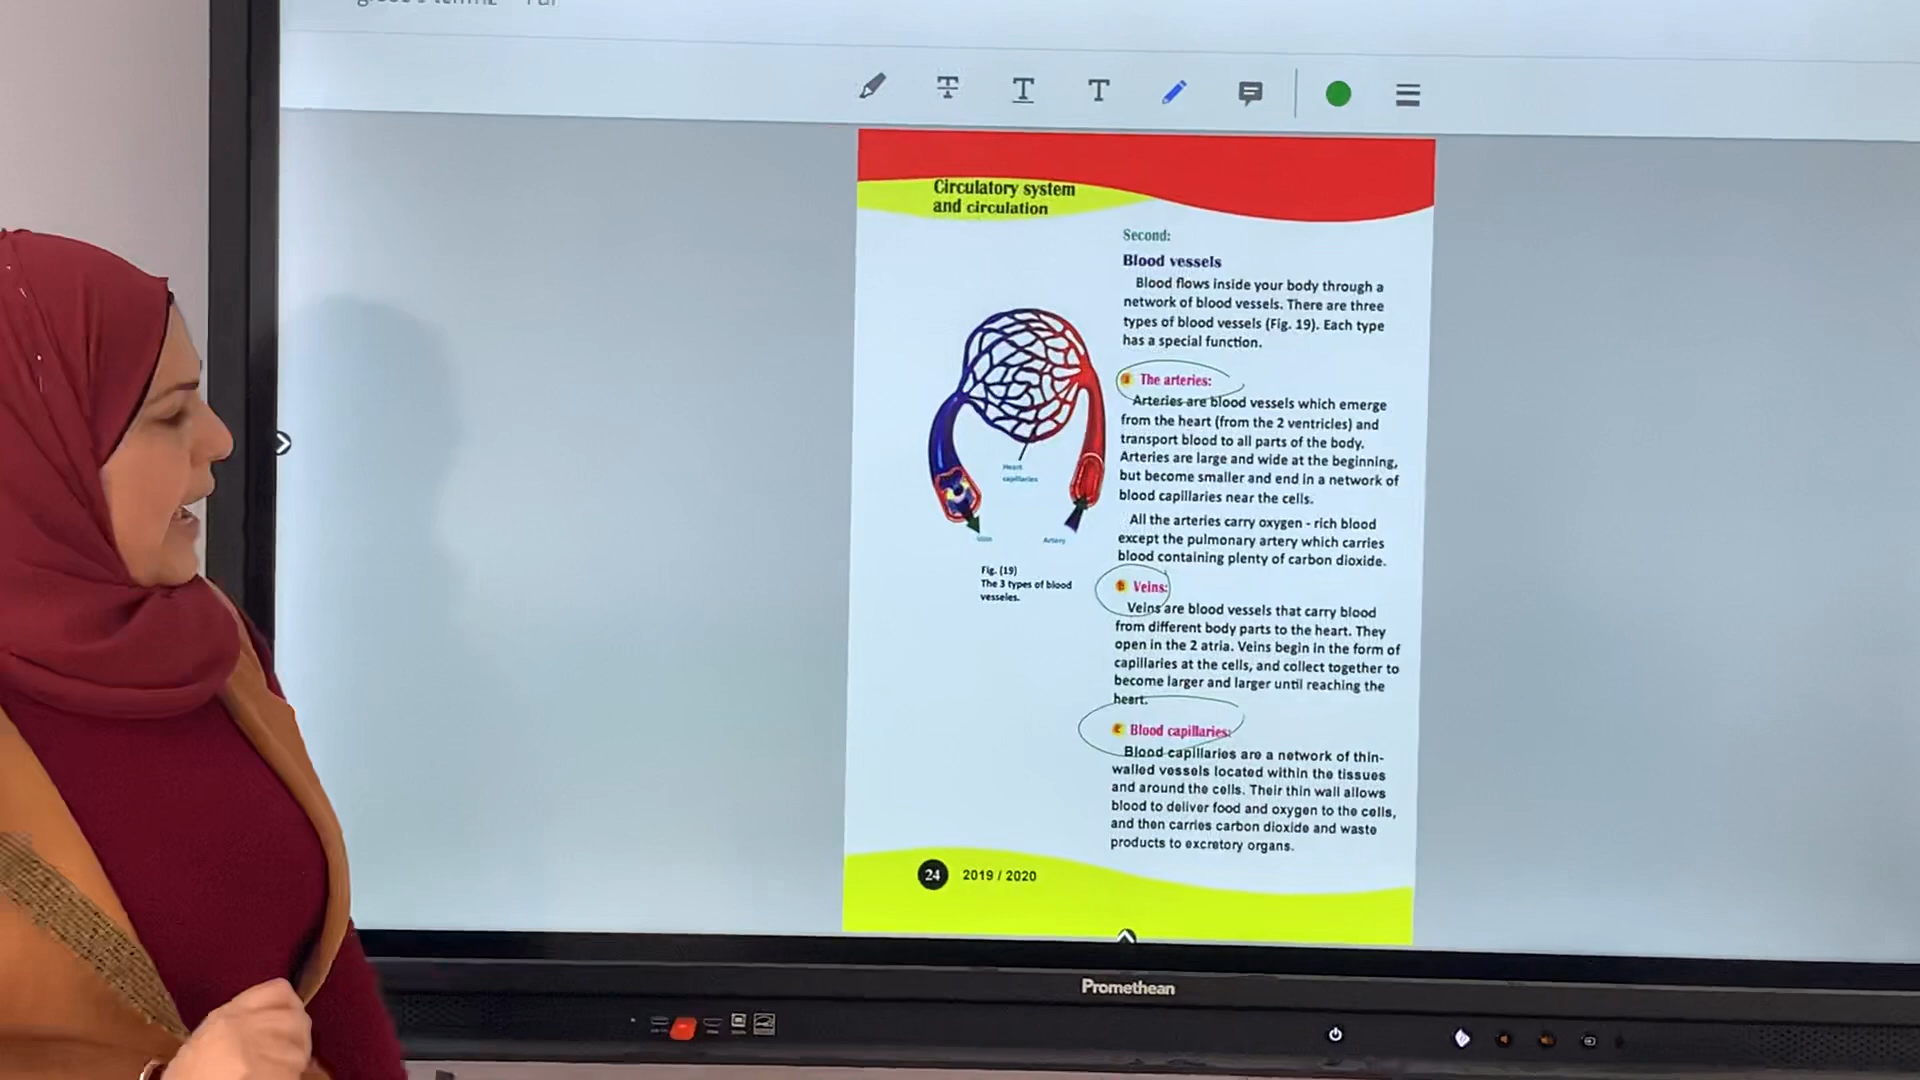 Circulatory system
and circulation
Second:
Blood vessels
Blood flows inside your body through a
network of blood vessels. There are three
types of blood vessels (Fig. 19). Each type
has a special function.
a The arteries:
Arteries are blood vessels which emerge
from the heart (from the 2 ventricles) and
transport blood to all parts of the body.
Arteries are large and wide at the beginning,
but become smaller and end in a network of
blood capillaries near the cells.
All the arteries carry oxygen - rich blood
except the pulmonary artery which carries
blood containing plenty of carbon dioxide.
b Veins:
Veins are blood vessels that carry blood
from different body parts to the heart. They
open in the 2 atria. Veins begin in the form of
capillaries at the cells, and collect together to
become larger and larger until reaching the
heart.
c Blood capillaries:
Blood capillaries are a network of thin-
walled vessels located within the tissues
and around the cells. Their thin wall allows
blood to deliver food and oxygen to the cells,
and then carries carbon dioxide and waste
products to excretory organs.
Heart
capillaries
Vein
Artery
Fig. (19)
The 3 types of blood
vesseles.
24 2019 / 2020
Promethean